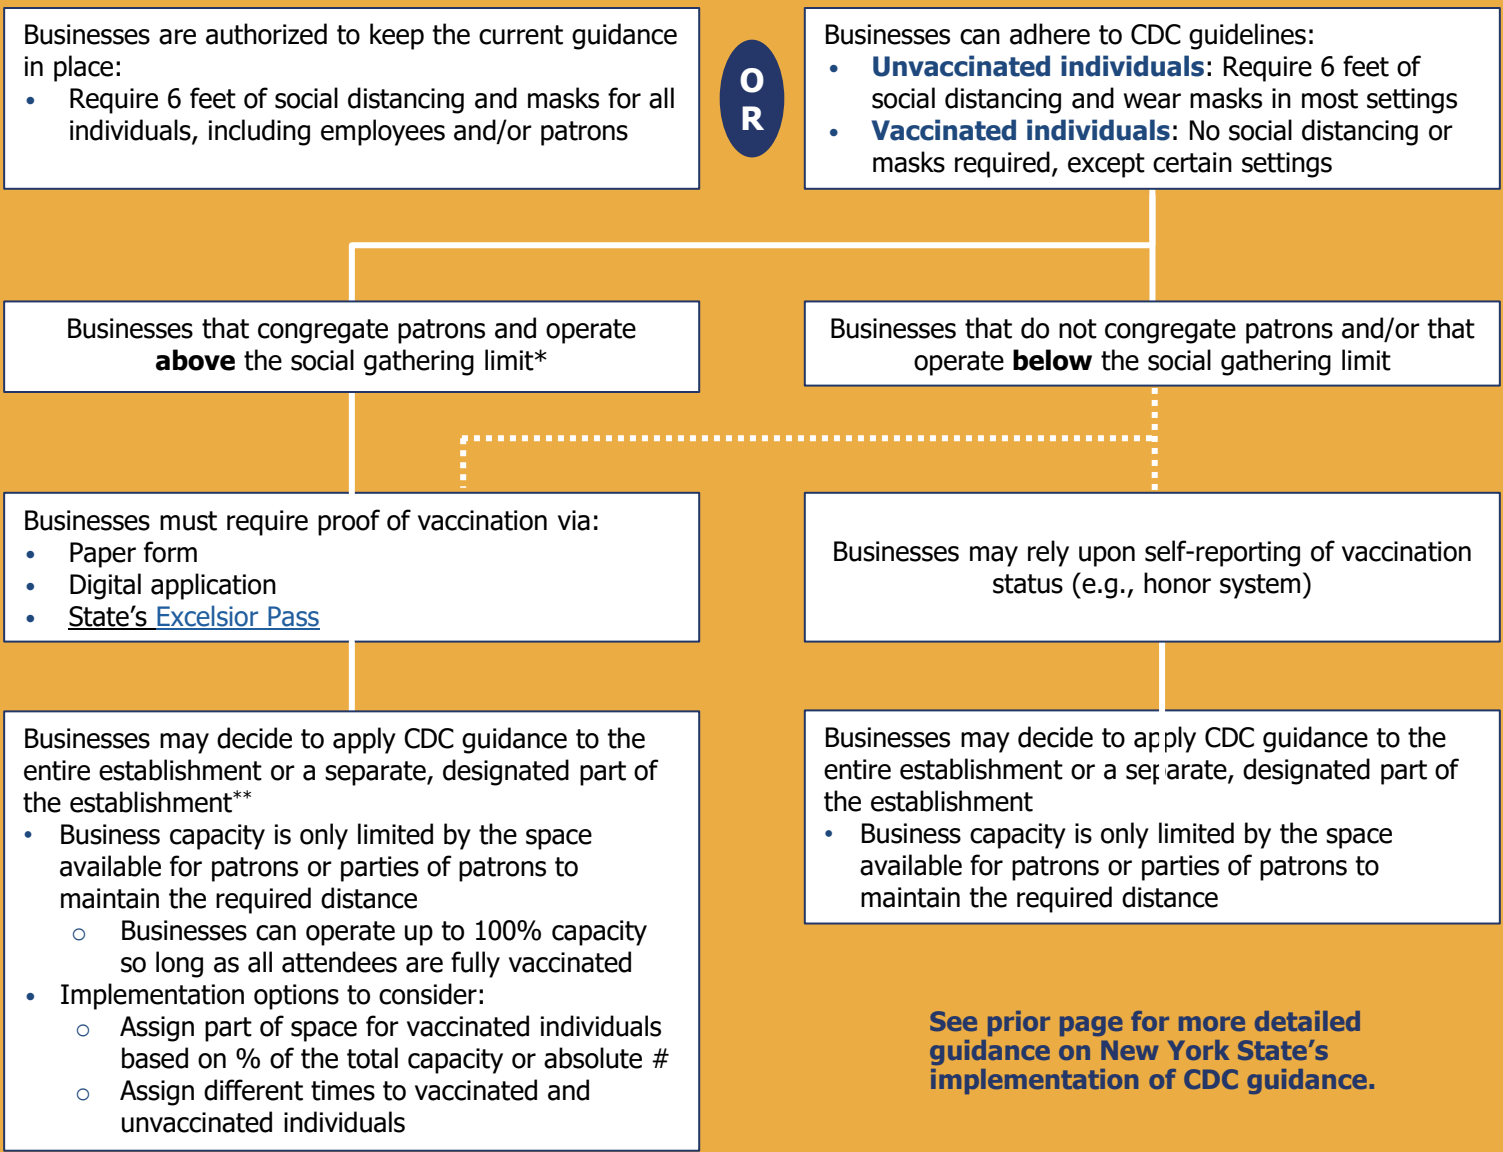 Businesses are authorized to keep the current guidance
in place:
• Require 6 feet of social distancing and masks for all
individuals, including employees and/or patrons
O
R
Businesses can adhere to CDC guidelines:
• Unvaccinated individuals: Require 6 feet of
social distancing and wear masks in most settings
• Vaccinated individuals: No social distancing or
masks required, except certain settings
Businesses that congregate patrons and operate
above the social gathering limit*
Businesses that do not congregate patrons and/or that
operate below the social gathering limit
Businesses must require proof of vaccination via:
• Paper form
• Digital application
• State’s Excelsior Pass
Businesses may rely upon self-reporting of vaccination
status (e.g., honor system)
Businesses may decide to apply CDC guidance to the
entire establishment or a separate, designated part of
the establishment**
• Business capacity is only limited by the space
available for patrons or parties of patrons to
maintain the required distance
o Businesses can operate up to 100% capacity
so long as all attendees are fully vaccinated
• Implementation options to consider:
o Assign part of space for vaccinated individuals
based on % of the total capacity or absolute #
o Assign different times to vaccinated and
unvaccinated individuals
Businesses may decide to apply CDC guidance to the
entire establishment or a separate, designated part of
the establishment
• Business capacity is only limited by the space
available for patrons or parties of patrons to
maintain the required distance
See prior page for more detailed
guidance on New York State’s
implementation of CDC guidance.